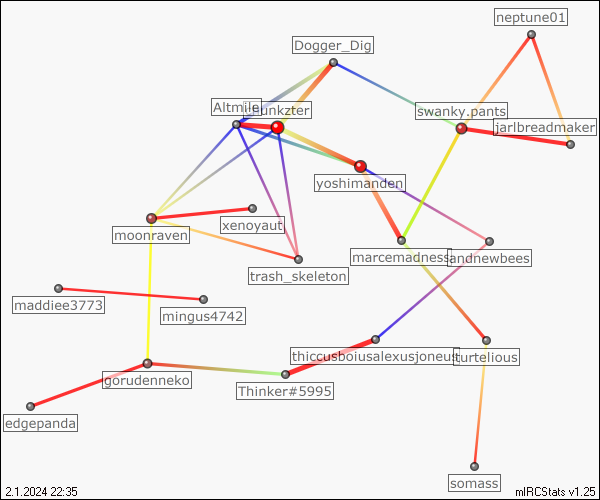 neptune01
Dogger_Dig
Altmile
swanky.pants
jarlbreadmaker
yoshimanden
xenoyaut
moonraven
marcemadness
andnewbees
trash_skeleton
maddiee3773
mingus4742
thiccusboiusalexusjoneus
turtelious
gorudenneko
Thinker#5995
edgepanda
somass
2.1.2024 22:35
mIRCStats v1.25